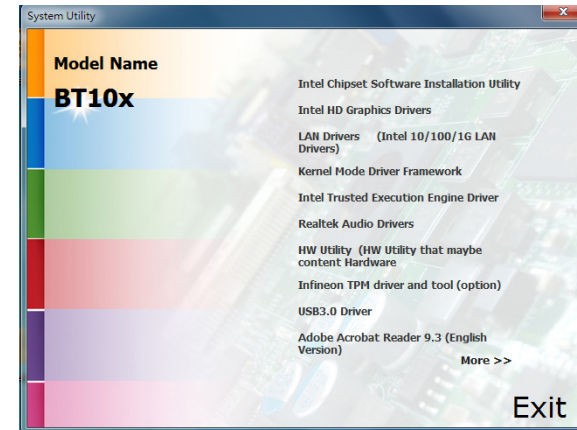 System Utility
Model Name
BT10x
Intel Chipset Software Installation Utility
Intel HD Graphics Drivers
LAN Drivers (Intel 10/100/1G LAN
Drivers)
Kernel Mode Driver Framework
Intel Trusted Execution Engine Driver
Realtek Audio Drivers
HW Utility (HW Utility that maybe
content Hardware
Infineon TPM driver and tool (option)
USB3.0 Driver
Adobe Acrobat Reader 9.3 (English
Version)
More >>
Exit